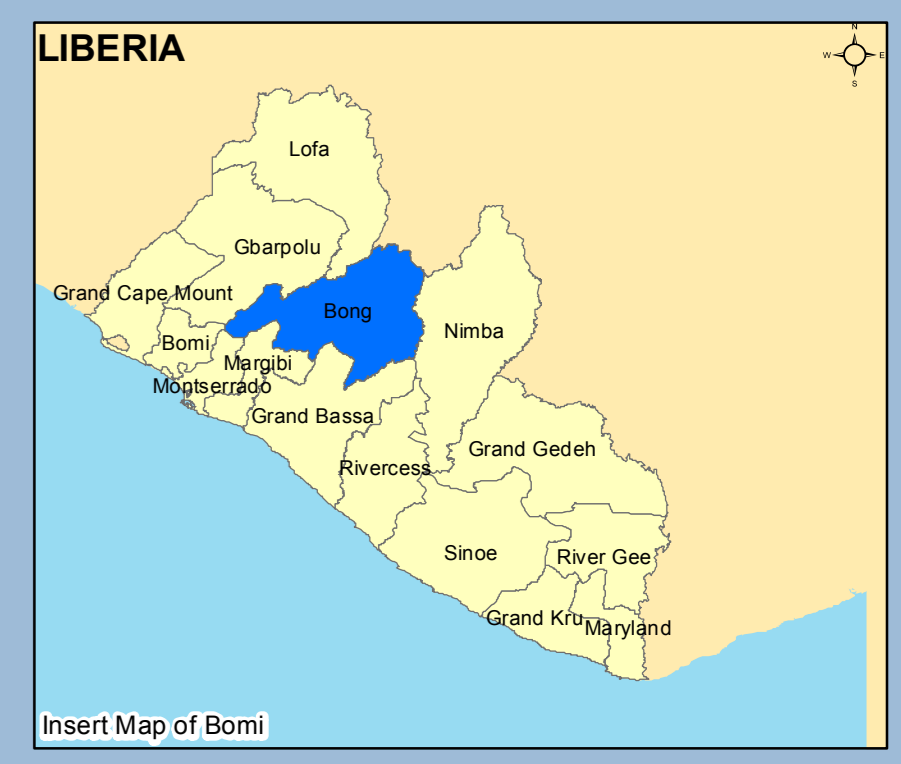 LIBERIA
N
W E
S
Lofa
Gbarpolu
Grand Cape Mount
Bong
Nimba
Bomi
Margibi
Montserrado
Grand Bassa
Grand Gedeh
Rivercess
Sinoe
River Gee
Grand Kru
Maryland
Insert Map of Bomi